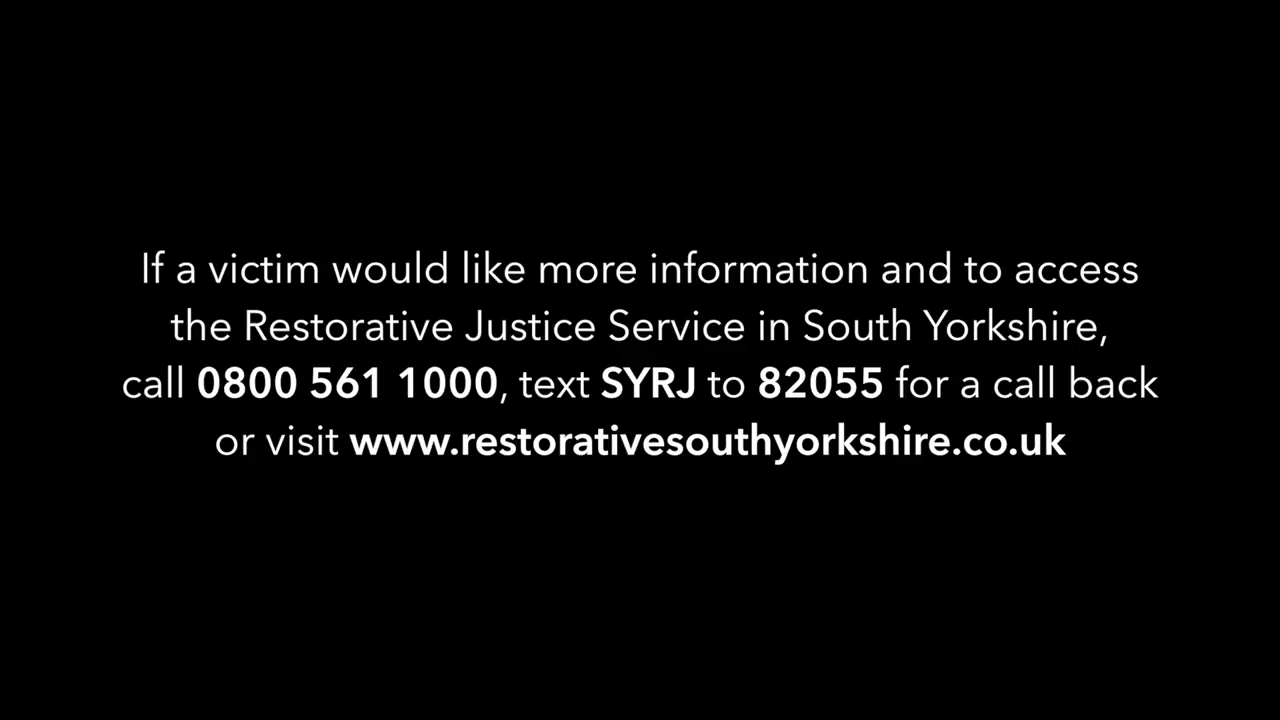 If a victim would like more information and to access
the Restorative Justice Service in South Yorkshire,
call 0800 561 1000, text SYRJ to 82055 for a call back
or visit www.restorativesouthyorkshire.co.uk